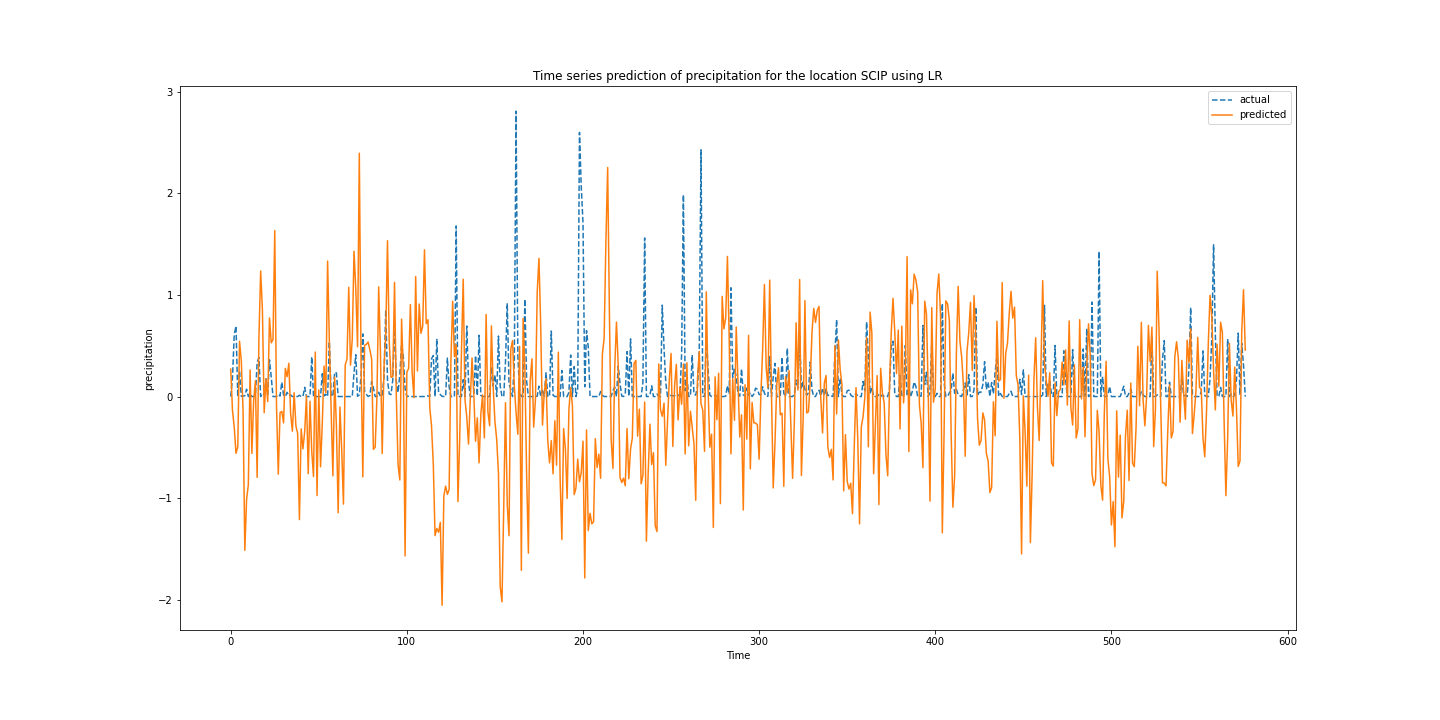 Time series prediction of precipitation for the location SCIP using LR
actual
predicted
3
2
1
0
−1
−2
precipitation
0 100 200 300 400 500 600
Time